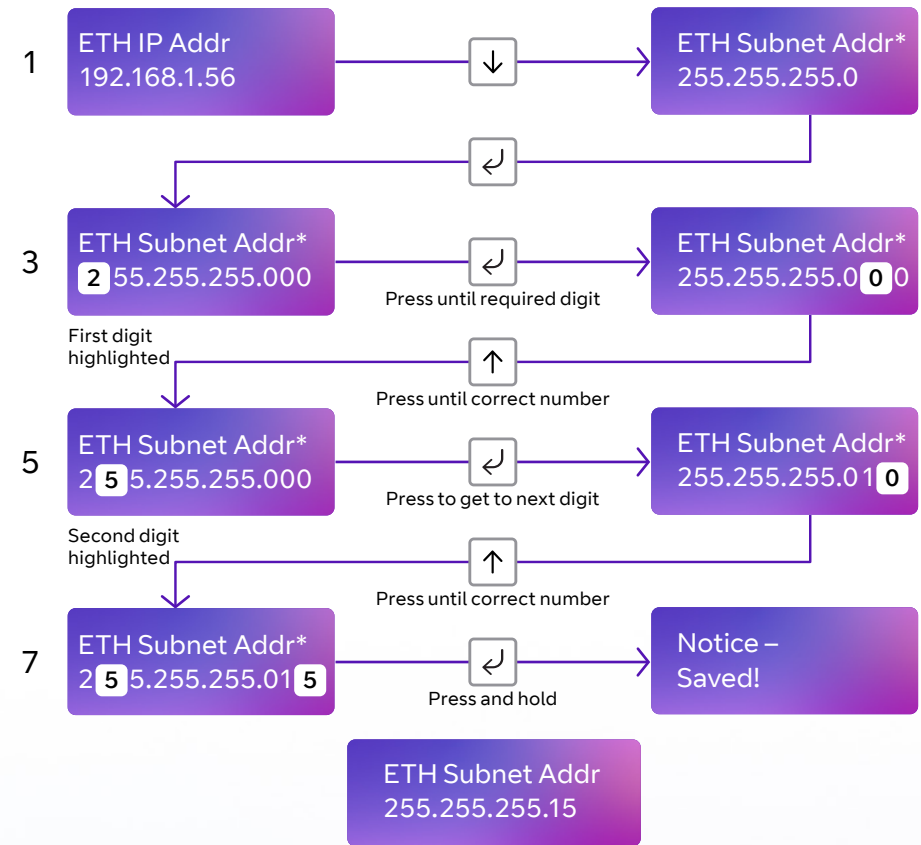 1
ETH IP Addr
192.168.1.56
ETH Subnet Addr*
255.255.255.0
3
ETH Subnet Addr*
255.255.255.000
First digit
highlighted
Press until required digit
ETH Subnet Addr*
255.255.255.000
Press until correct number
5
ETH Subnet Addr*
255.255.255.000
Second digit
highlighted
Press to get to next digit
ETH Subnet Addr*
255.255.255.010
Press until correct number
7
ETH Subnet Addr*
255.255.255.015
Press and hold
Notice –
Saved!
ETH Subnet Addr
255.255.255.15